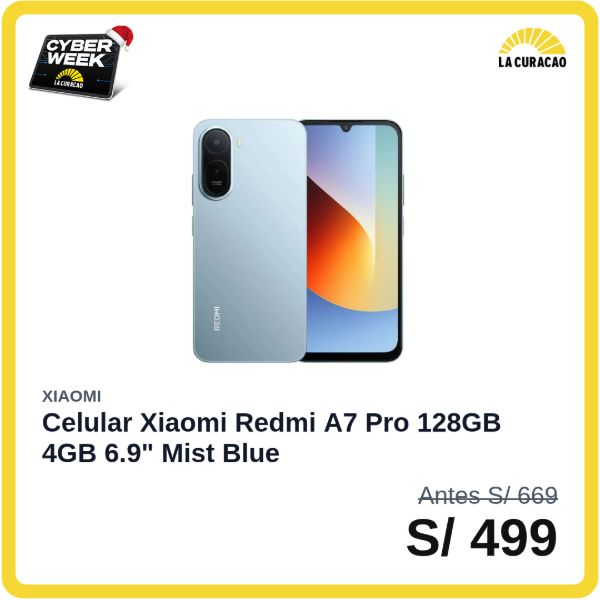 CYBER
WEEK
LA CURACAO
LA CURACAO
REDMI
XIAOMI
Celular Xiaomi Redmi A7 Pro 128GB
4GB 6.9" Mist Blue
Antes S/ 669
S/ 499